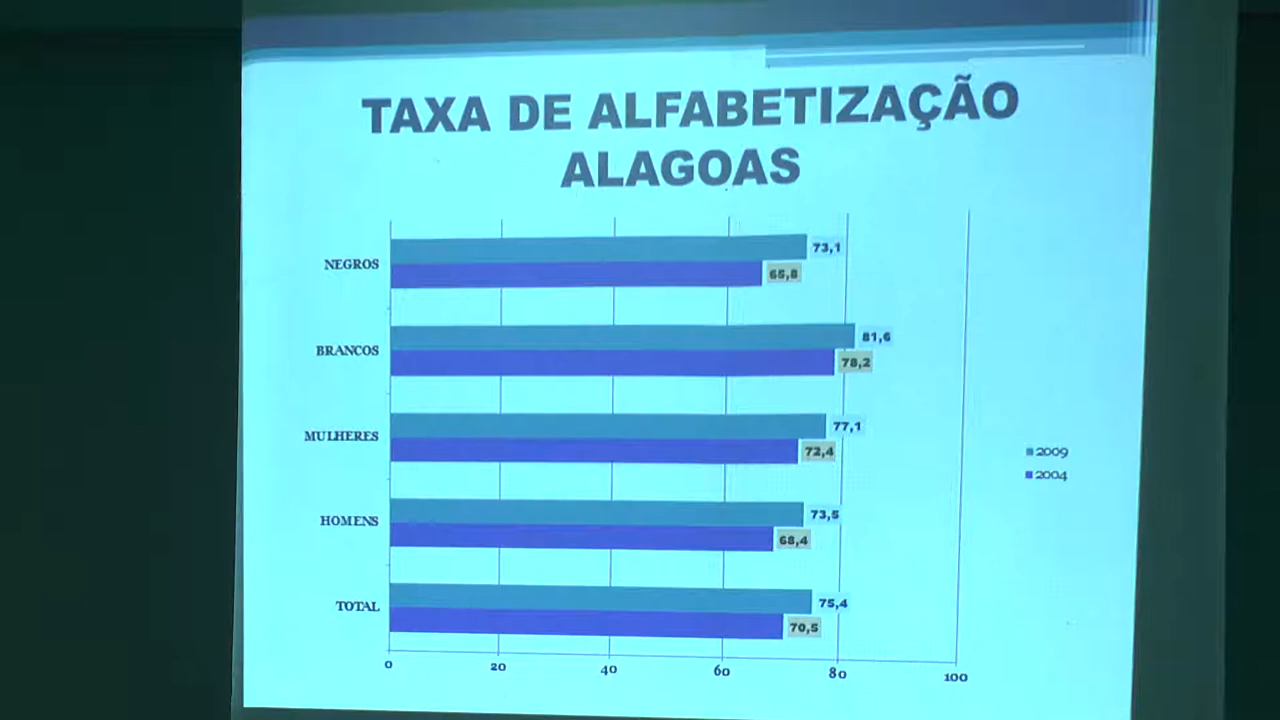 TAXA DE ALFABETIZAÇÃO
ALAGOAS
NEGROS
73,1
65,8
BRANCOS
81,6
78,2
MULHERES
77,1
72,4
2009
2004
HOMENS
73,5
68,4
TOTAL
75,4
70,5
0 20 40 60 80 100